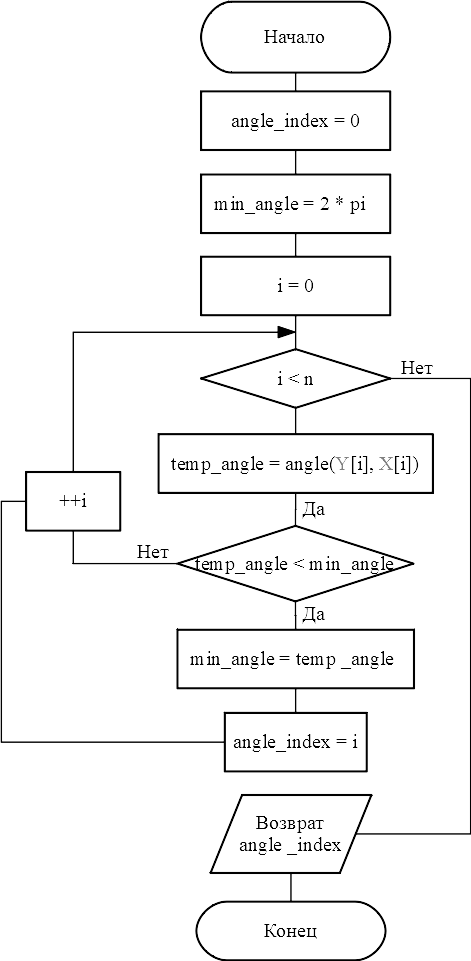 Начало
angle_index = 0
min_angle = 2 * pi
i = 0
i < n
Нет
temp_angle = angle(Y[i], X[i])
++i
Да
Нет
temp_angle < min_angle
Да
min_angle = temp _angle
angle_index = i
Возврат
angle _index
Конец